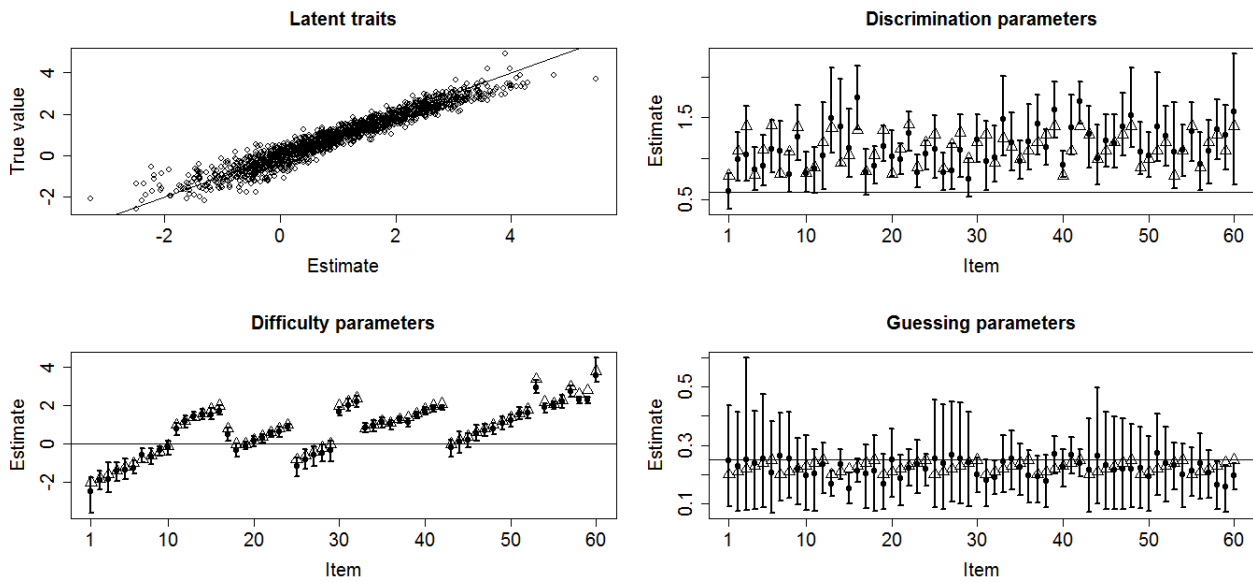 Latent traits
True value
-2 0 2 4
-2 0 2 4
Estimate
Discrimination parameters
Estimate
0.5 1.5
1 10 20 30 40 50 60
Item
Difficulty parameters
Estimate
-2 0 2 4
1 10 20 30 40 50 60
Item
Guessing parameters
Estimate
0.1 0.3 0.5
1 10 20 30 40 50 60
Item